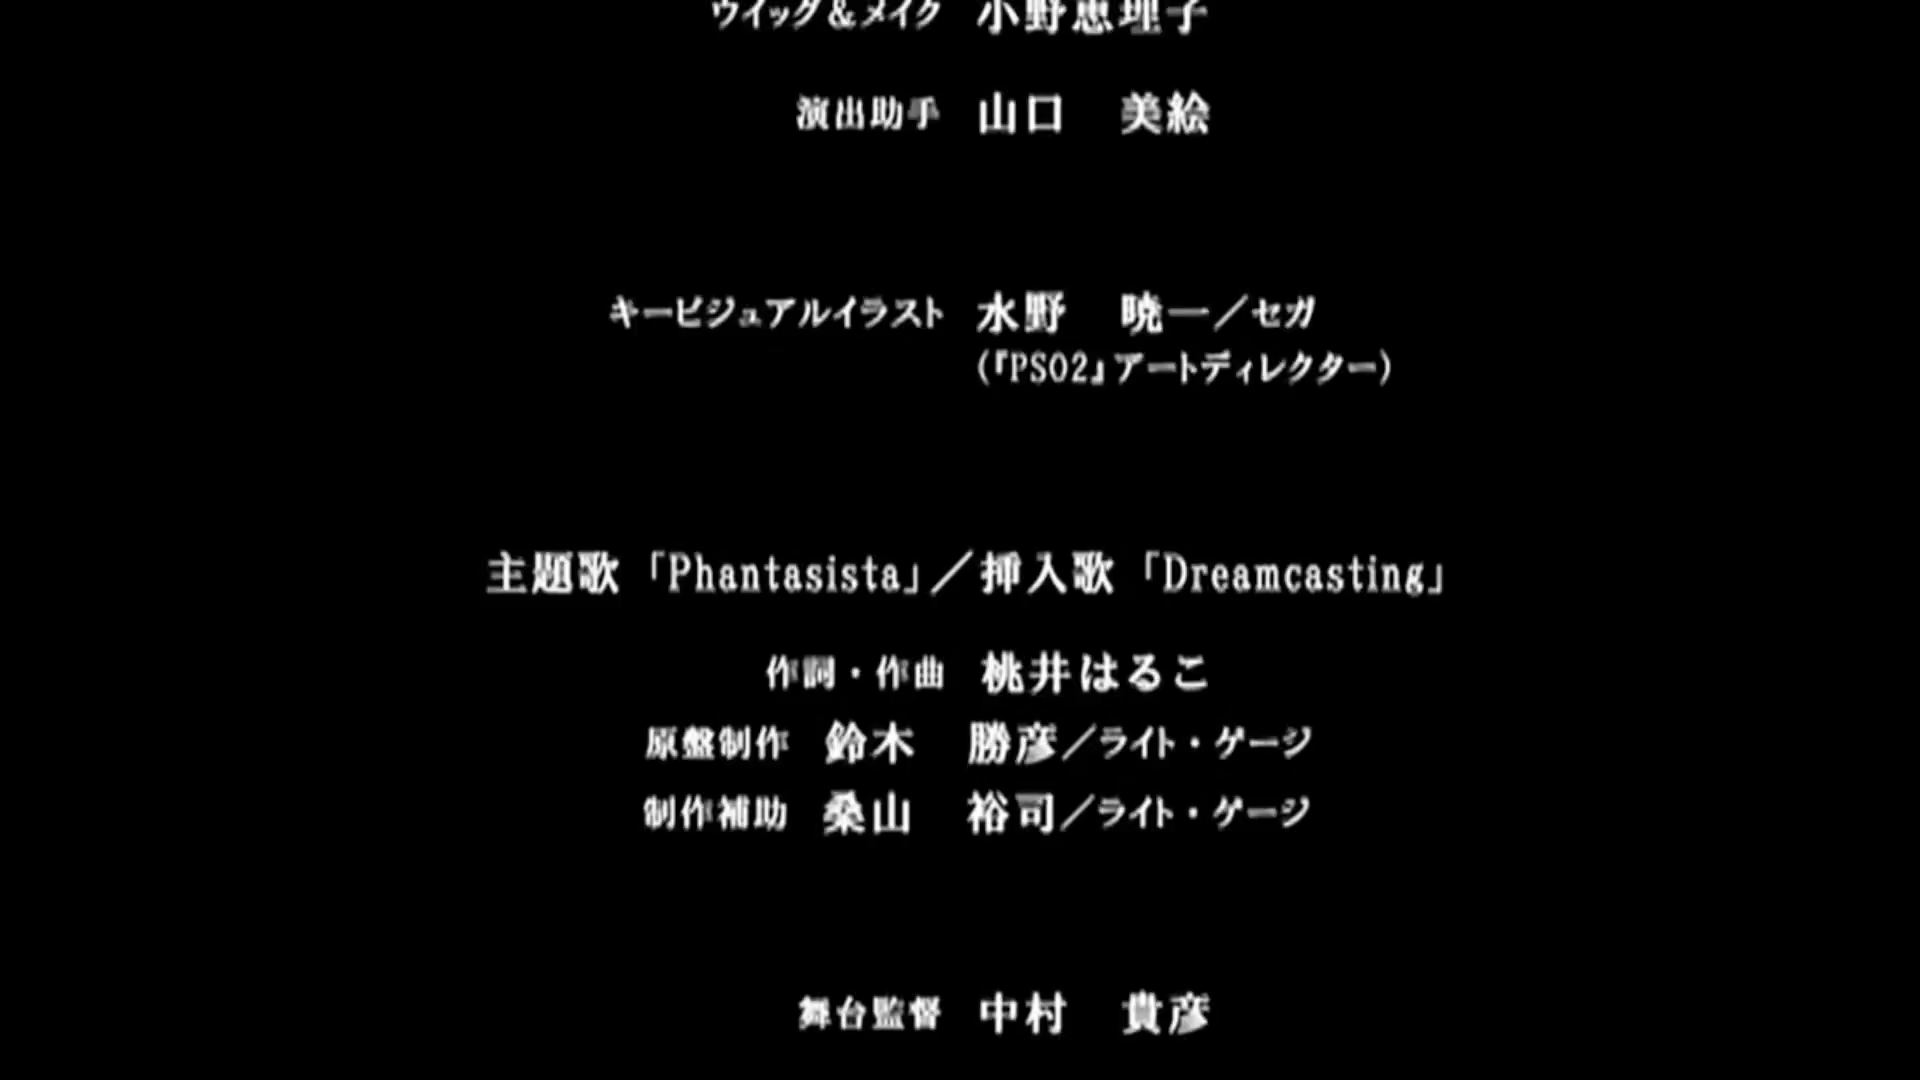 ウイッグ&メイク 小野恵理子
演出助手 山口 美絵
キービジュアルイラスト 水野 暁一／セガ
(『PSO2』アートディレクター)
主題歌「Phantasista」／挿入歌「Dreamcasting」
作詞・作曲 桃井はるこ
原盤制作 鈴木 勝彦／ライト・ゲージ
制作補助 桑山 裕司／ライト・ゲージ
舞台監督 中村 貴彦